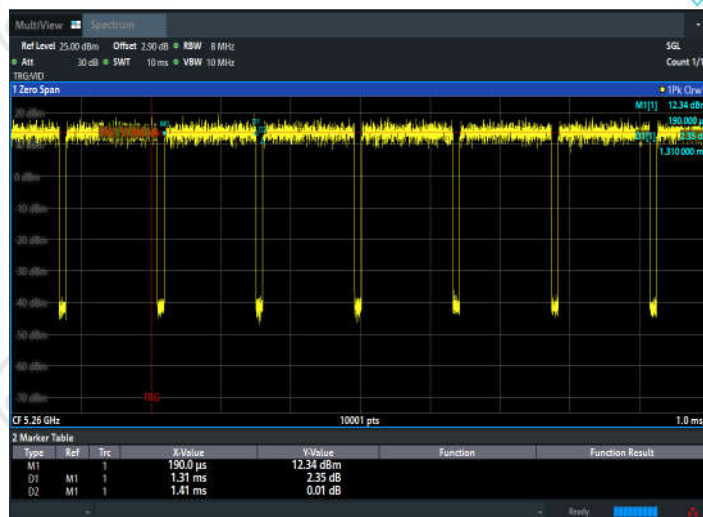 MultiView Spectrum
Ref Level 25.00 dBm Offset 2.90 dB RBW 8 MHz SGL
Att 30 dB SWT 10 ms VBW 10 MHz Count 1/1
TRG:VID
1 Zero Span 1Pk Clrw
M1[1] 12.34 dBm
190.000 µ
D1[1] 2.35 d
1.310 000 m
20 dBm
M1
D1
D2
0 dBm
-10 dBm
-20 dBm
-30 dBm
-40 dBm
-50 dBm
-60 dBm
-70 dBm
TRG
CF 5.26 GHz 10001 pts 1.0 ms
2 Marker Table
Type Ref Trc X-Value Y-Value Function Function Result
M1 1 190.0 µs 12.34 dBm
D1 M1 1 1.31 ms 2.35 dB
D2 M1 1 1.41 ms 0.01 dB
Ready